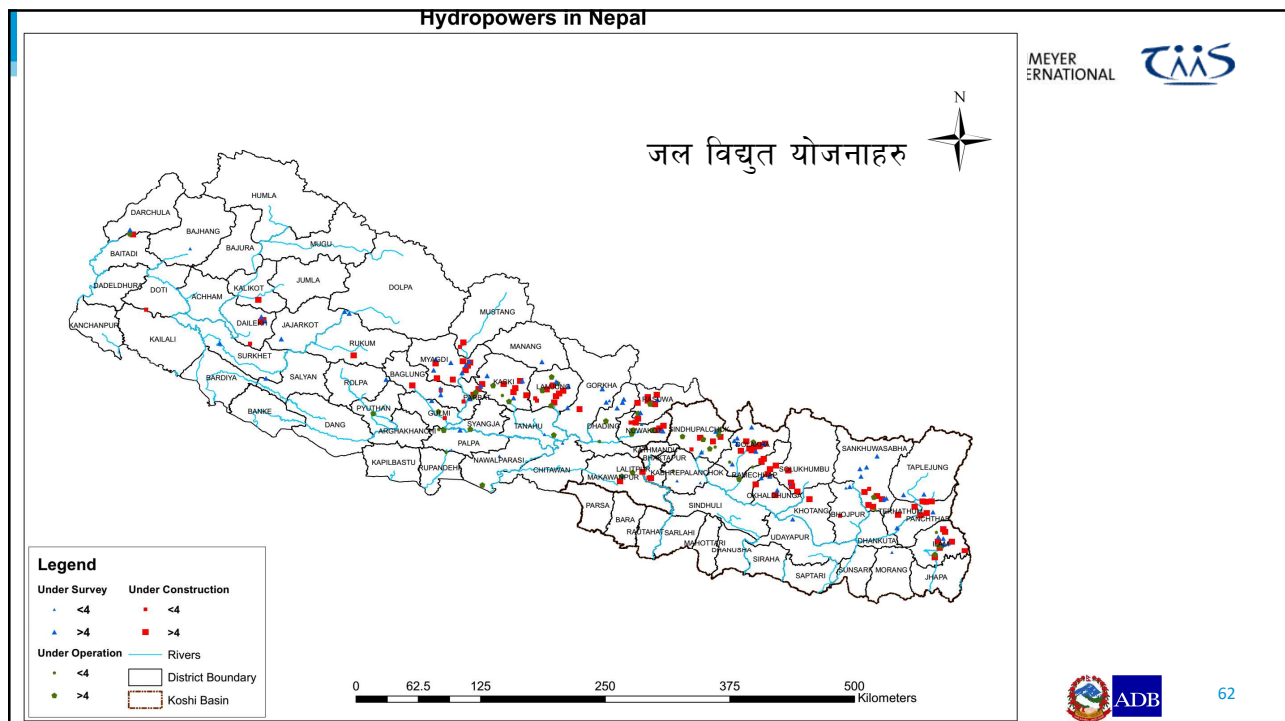 Hydropowers in Nepal
MEYER
ERNATIONAL
TAAS
N
जल विद्युत योजनाहरु
HUMLA
DARCHULA
BAJHANG
BAJURA
MUGU
BAITADI
DADELDHURA
DOTI
ACHHAM
KALIKOT
JUMLA
DOLPA
MUSTANG
KANCHANPUR
KAILALI
DAILEKH
JAJARKOT
RUKUM
MYAGDI
MANANG
SURKHET
BARDIYA
SALYAN
ROLPA
BAGLUNG
PARBAT
KASKI
LAMJUNG
GORKHA
RASUWA
BANKE
DANG
PYUTHAN
GULMI
ARGHAKHANCHI
SYANGJA
TANAHU
DHADING
NUWAKOT
SINDHUPALCHOK
DOLKHA
SANKHUWASABHA
TAPLEJUNG
KAPILBASTU
RUPANDEHI
PALPA
NAWALPARASI
CHITAWAN
KATHMANDU
BHAKTAPUR
LALITPUR
KABHREPALANCHOK
RAMECHHAP
SOLUKHUMBU
MAKAWANPUR
OKHALDHUNGA
KHOTANG
BHOJPUR
TERHATHUM
PANCHTHAR
PARSA
BARA
RAUTAHAT
SARLAHI
SINDHULI
UDAYAPUR
DHANKUTA
ILAM
MAHOTTARI
DHANUSHA
SIRAHA
SAPTARI
SUNSARI
MORANG
JHAPA
Legend
Under Survey Under Construction
<4 <4
>4 >4
Under Operation Rivers
<4 District Boundary
>4 Koshi Basin
0 62.5 125 250 375 500
Kilometers
ADB
62